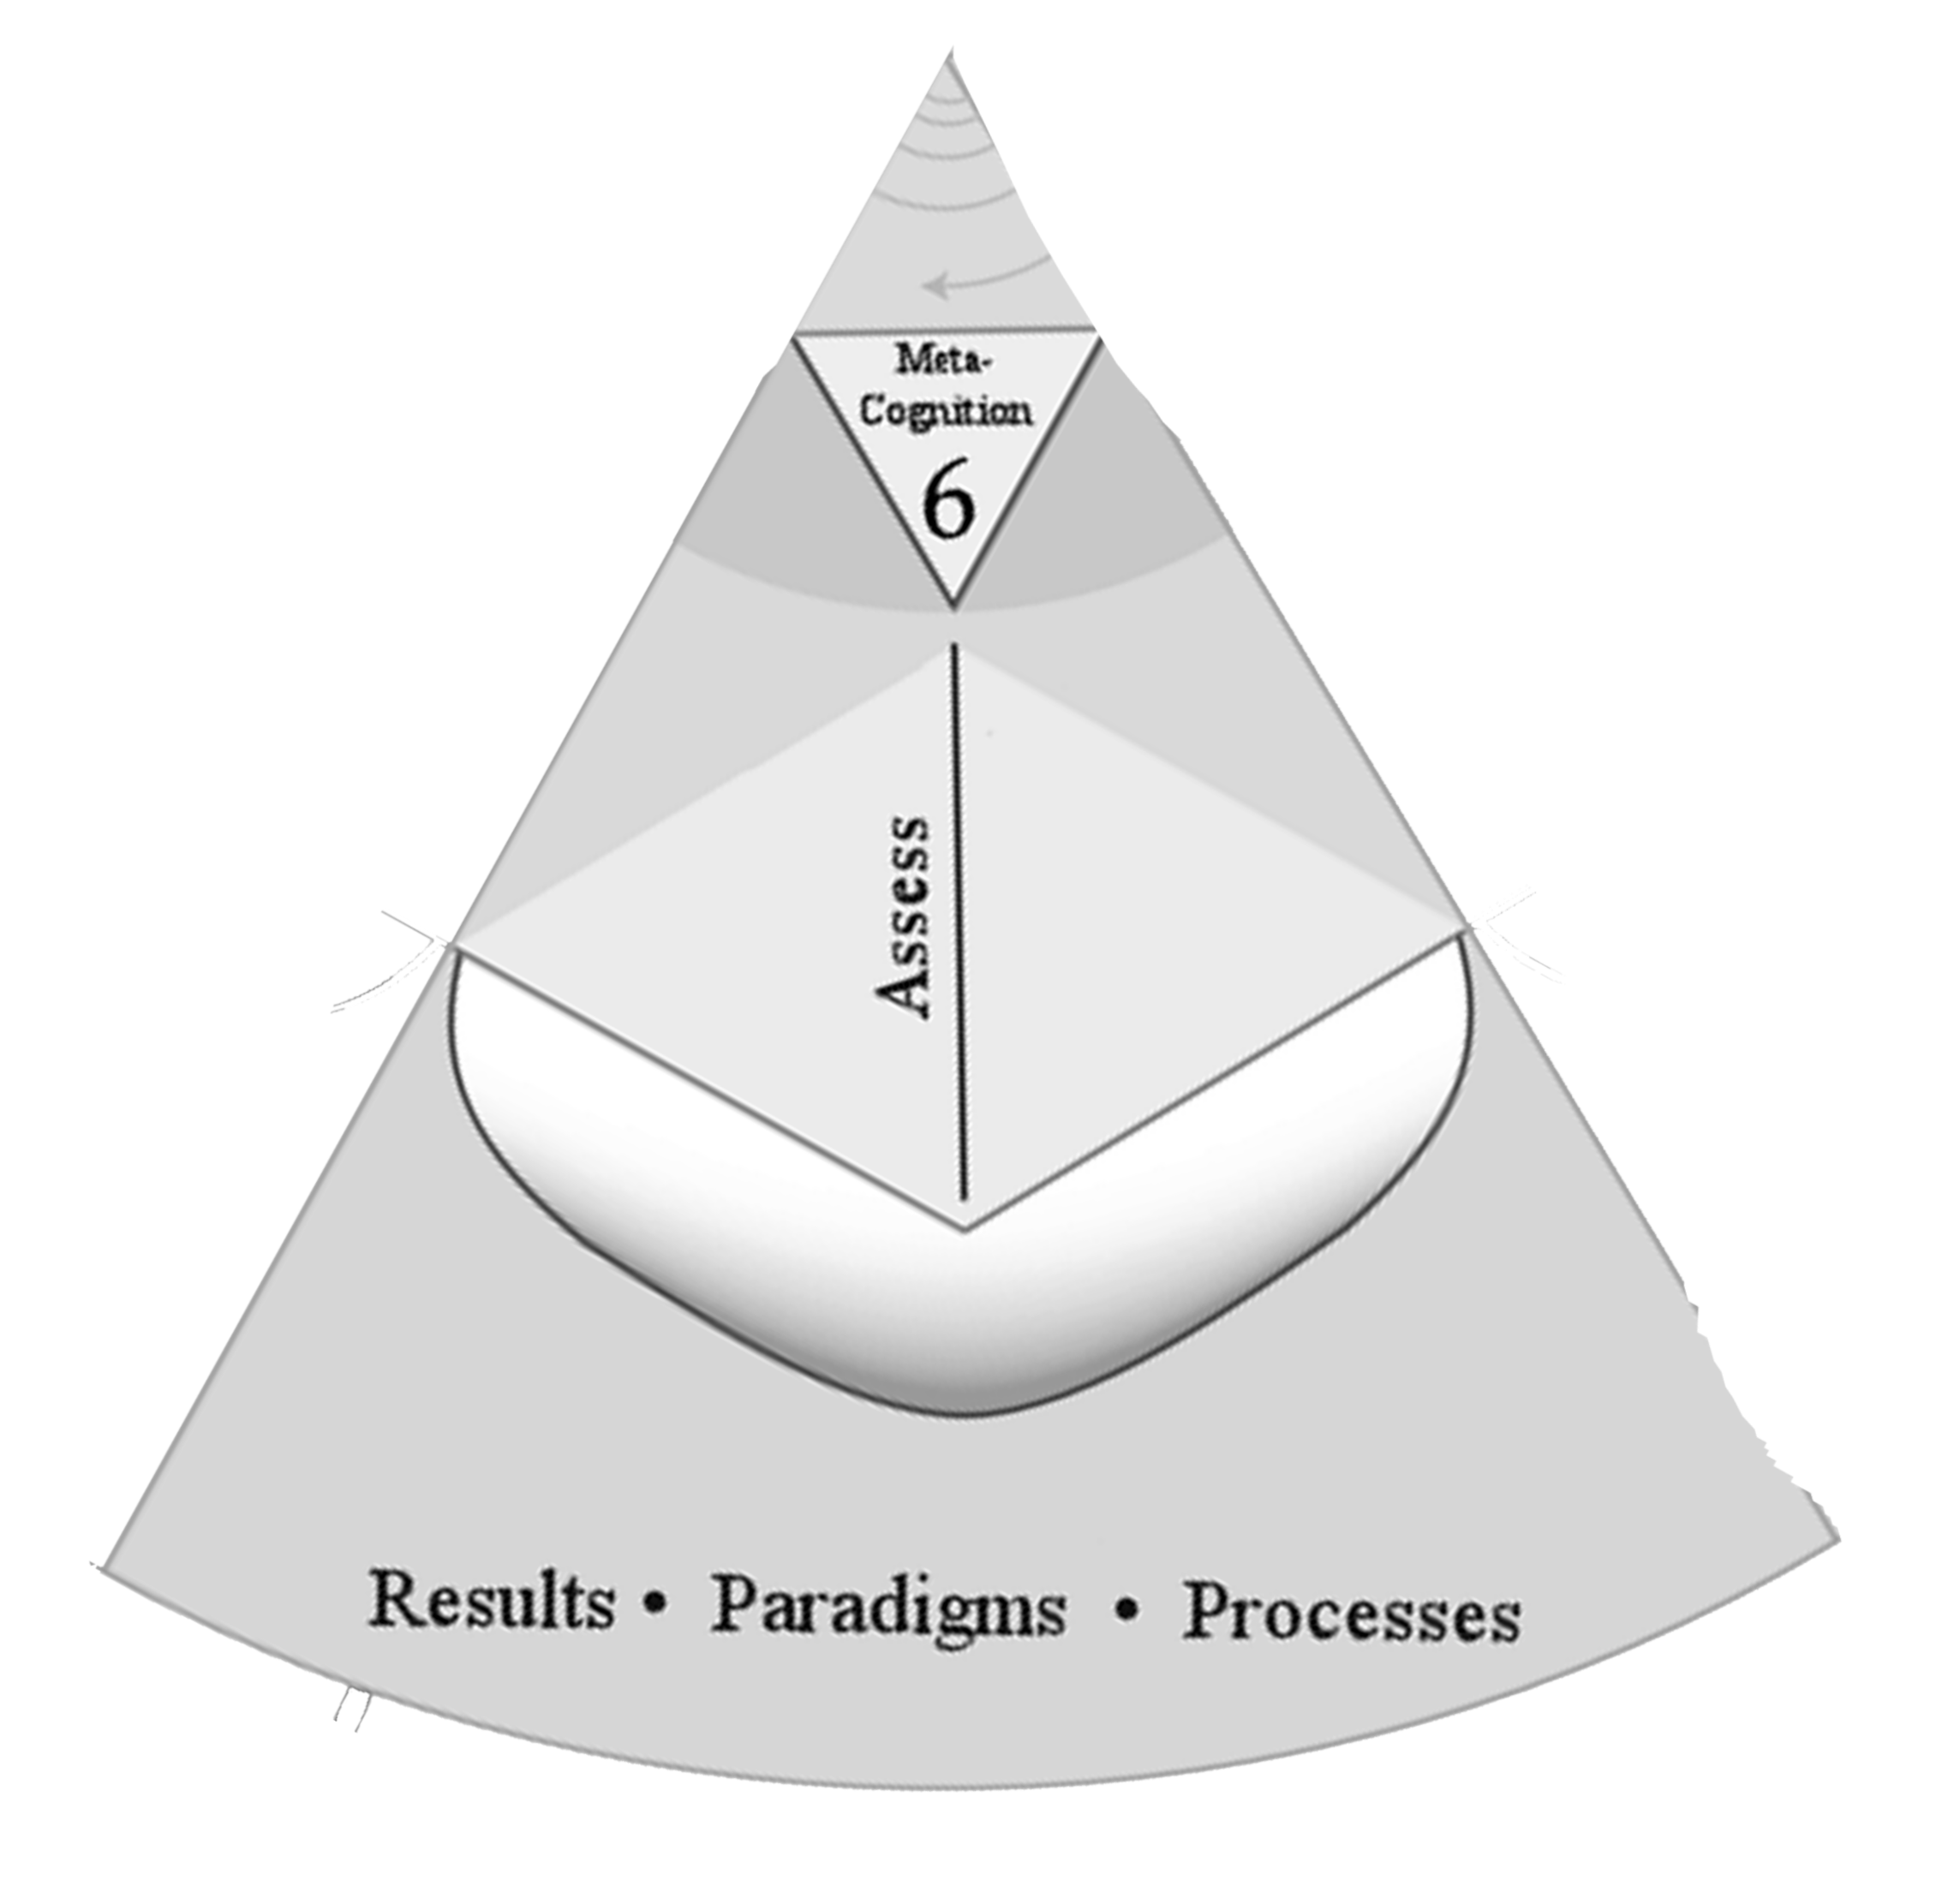 Meta-
Cognition
6
Assess
Results • Paradigms • Processes